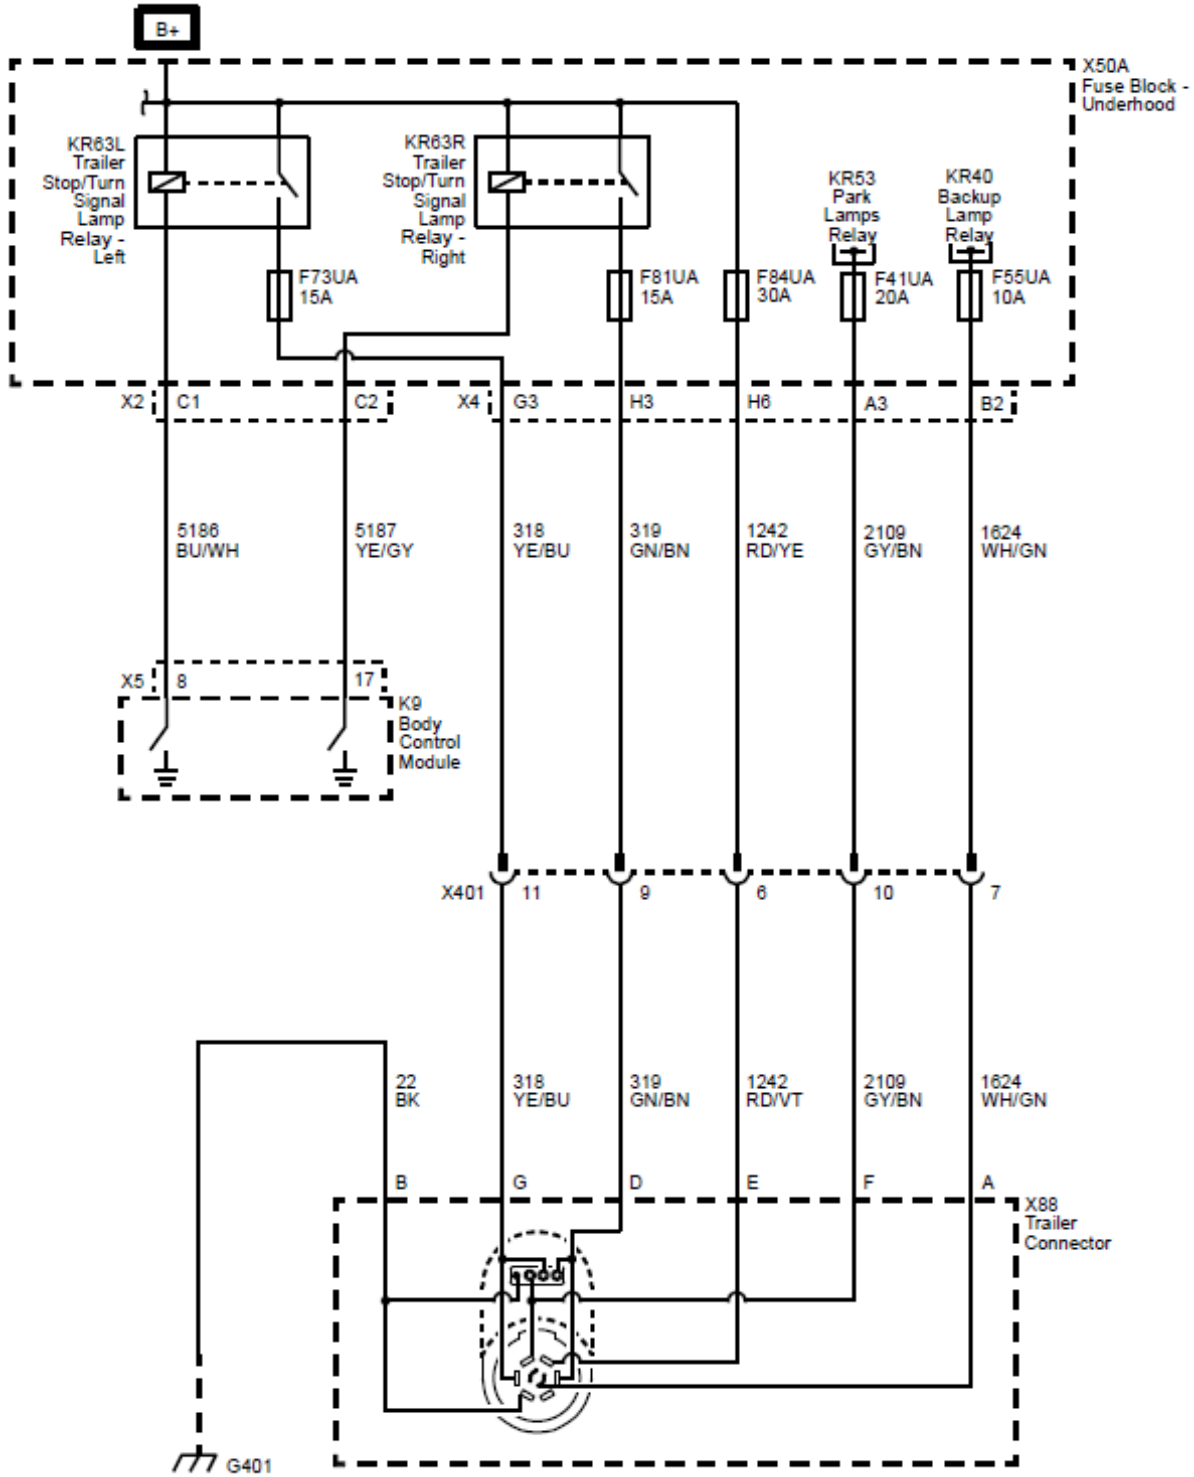 B+
X50A
Fuse Block -
Underhood
KR63L
Trailer
Stop/Turn
Signal
Lamp
Relay -
Left
KR63R
Trailer
Stop/Turn
Signal
Lamp
Relay -
Right
KR53
Park
Lamps
Relay
KR40
Backup
Lamp
Relay
F73UA
15A
F81UA
15A
F84UA
30A
F41UA
20A
F55UA
10A
X2 C1 C2 X4 G3 H3 H6 A3 B2
5186
BU/WH
5187
YE/GY
318
YE/BU
319
GN/BN
1242
RD/YE
2109
GY/BN
1624
WH/GN
X5 8 17
K9
Body
Control
Module
X401 11 9 6 10 7
22
BK
318
YE/BU
319
GN/BN
1242
RD/VT
2109
GY/BN
1624
WH/GN
B G D E F A
X88
Trailer
Connector
G401